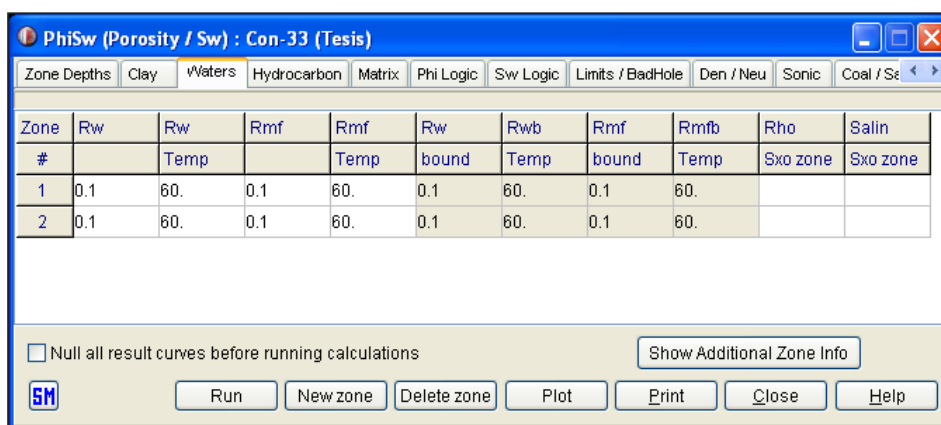 PhiSw (Porosity / Sw) : Con-33 (Tesis)
Zone Depths Clay Waters Hydrocarbon Matrix Phi Logic Sw Logic Limits / BadHole Den / Neu Sonic Coal /
Zone Rw Rw Rmf Rmf Rw Rwb Rmf Rmfb Rho Salin
# Temp Temp bound Temp bound Temp Sxo zone Sxo zone
1 0.1 60. 0.1 60. 0.1 60. 0.1 60.
2 0.1 60. 0.1 60. 0.1 60. 0.1 60.
Null all result curves before running calculations Show Additional Zone Info
SM Run New zone Delete zone Plot Print Close Help